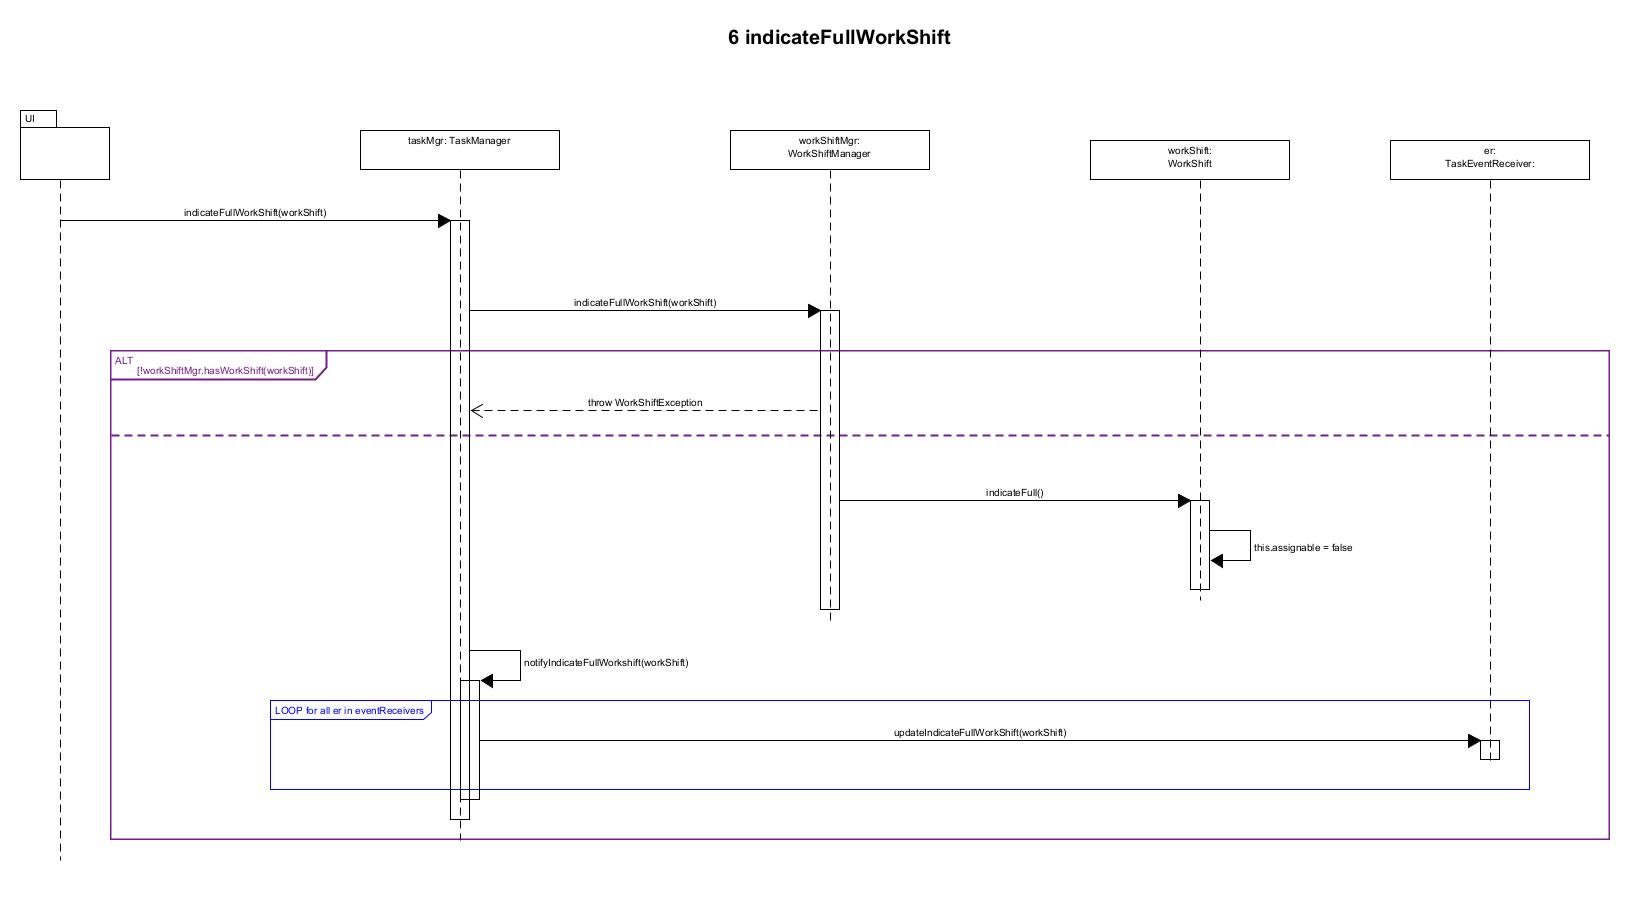 6 indicateFullWorkShift
UI
taskMgr: TaskManager
workShiftMgr:
WorkShiftManager
workShift:
WorkShift
er:
TaskEventReceiver:
indicateFullWorkShift(workShift)
indicateFullWorkShift(workShift)
ALT
[!workShiftMgr.hasWorkShift(workShift)]
throw WorkShiftException
indicateFull()
this.assignable = false
notifyIndicateFullWorkshift(workShift)
LOOP for all er in eventReceivers
updateIndicateFullWorkShift(workShift)